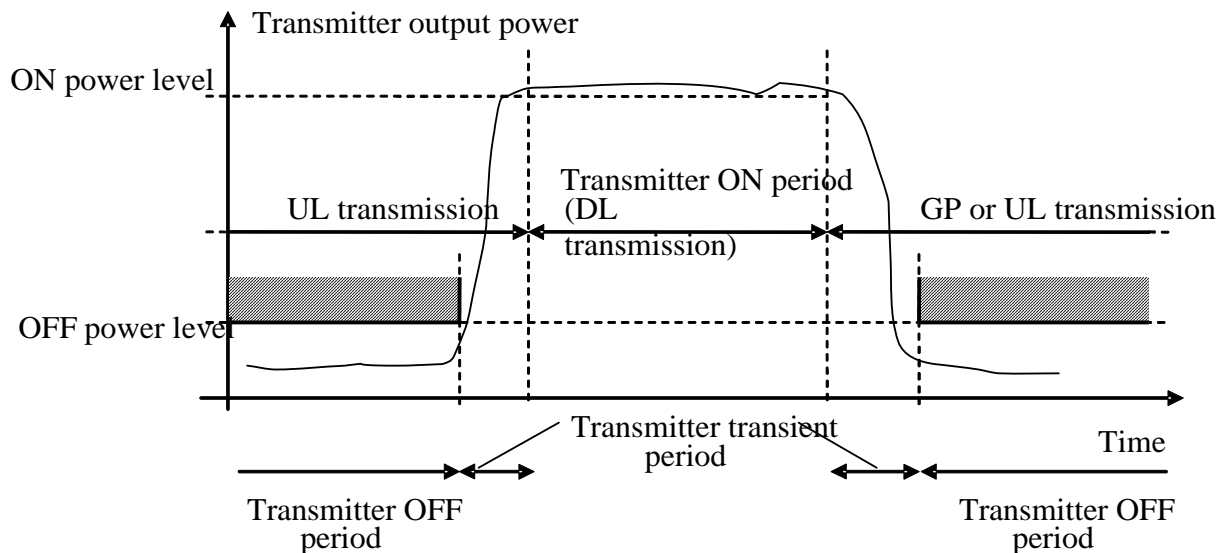 Transmitter output power
ON power level
Transmitter ON period
UL transmission
(DL
GP or UL transmission
transmission)
OFF power level
Transmitter transient
period
Time
Transmitter OFF
period
Transmitter OFF
period